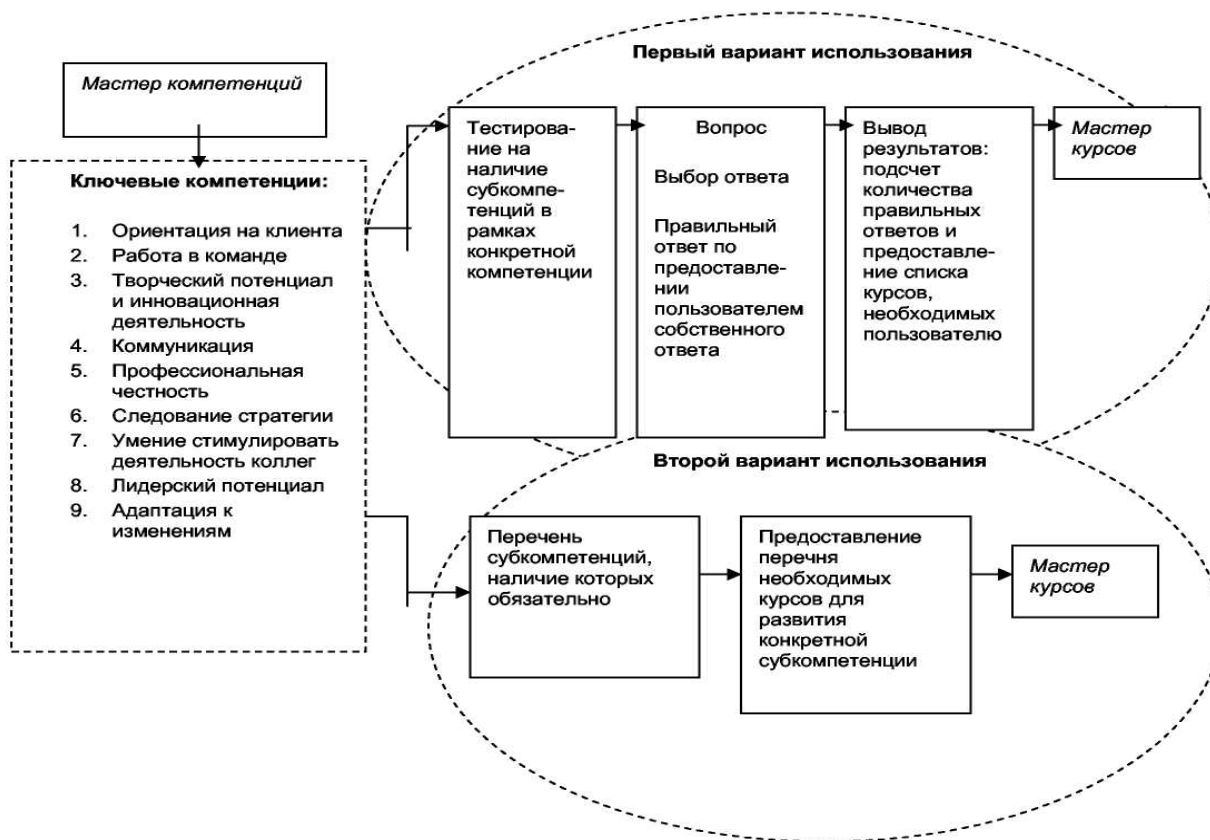 Первый вариант использования
Мастер компетенций
Ключевые компетенции:
1. Ориентация на клиента
2. Работа в команде
3. Творческий потенциал
и инновационная
деятельность
4. Коммуникация
5. Профессиональная
честность
6. Следование стратегии
7. Умение стимулировать
деятельность коллег
8. Лидерский потенциал
9. Адаптация к
изменениям
Тестирова-
ние на
наличие
субкомпе-
тенций в
рамках
конкретной
компетенции
Вопрос
Выбор ответа
Правильный
ответ по
предоставле-
нии
пользователем
собственного
ответа
Вывод
результатов:
подсчет
количества
правильных
ответов и
предоставле-
ние списка
курсов,
необходимых
пользователю
Мастер
курсов
Второй вариант использования
Перечень
субкомпетенций,
наличие которых
обязательно
Предоставление
перечня
необходимых
курсов для
развития
конкретной
субкомпетенции
Мастер
курсов